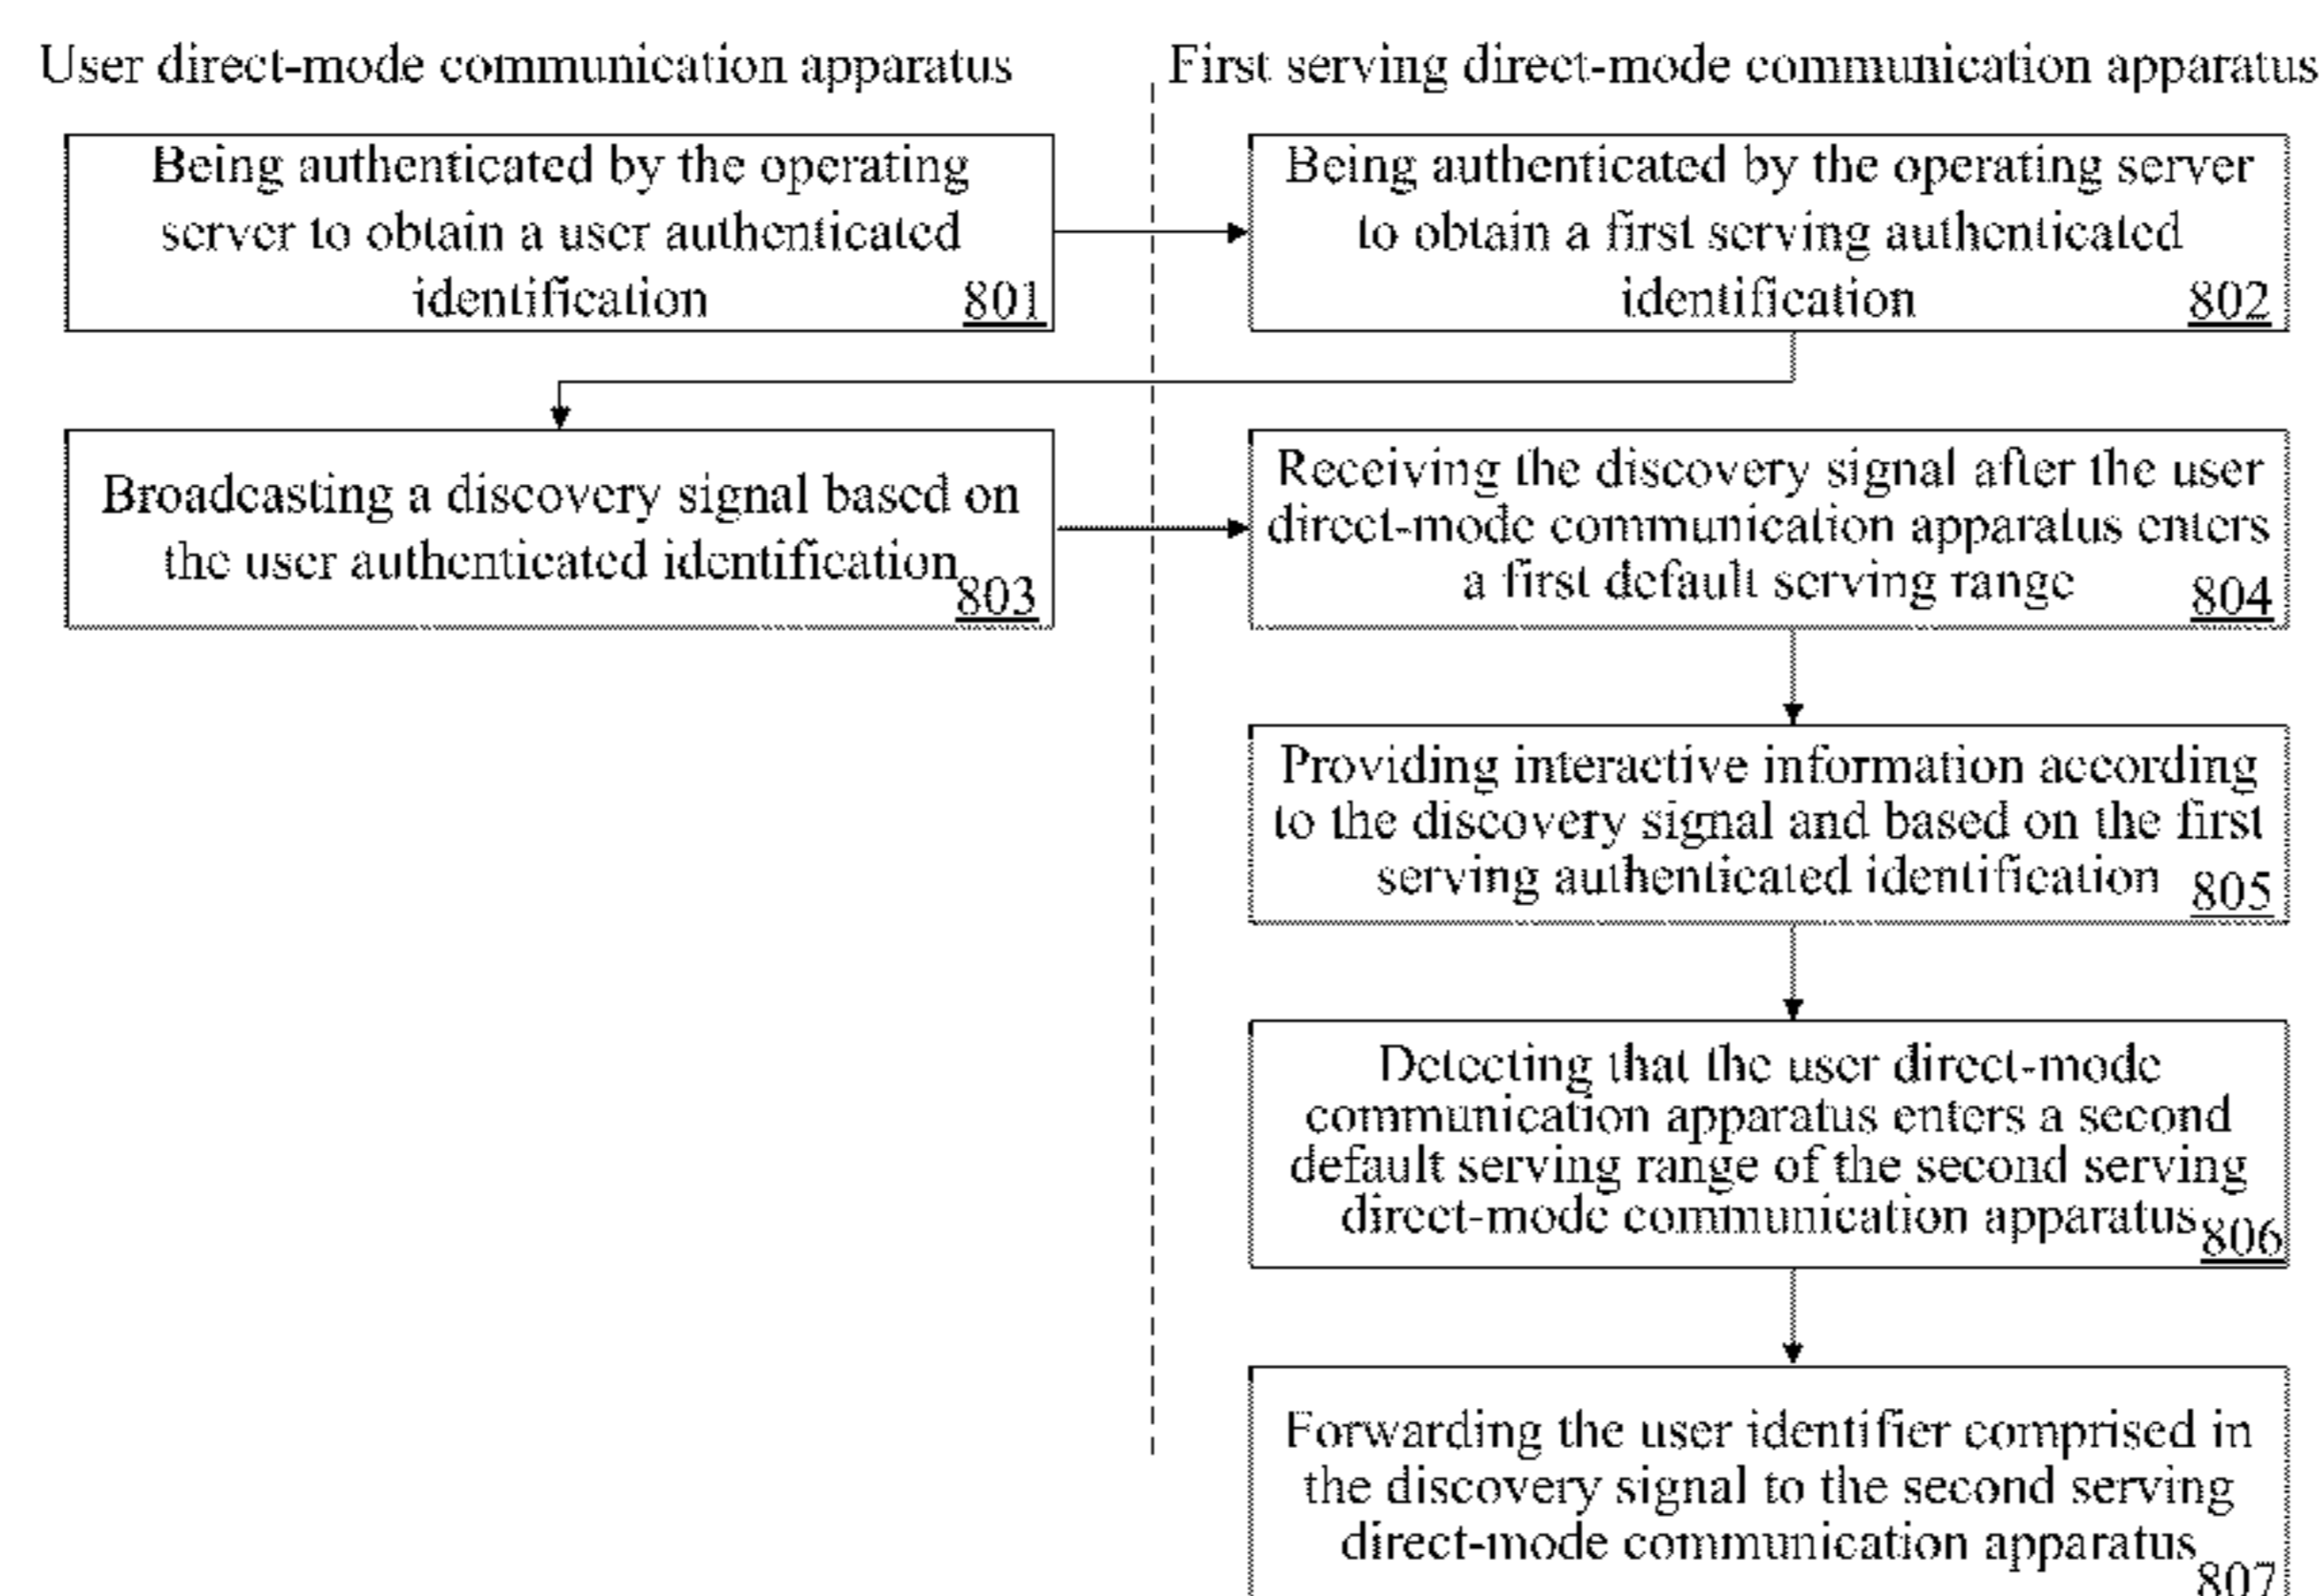 User direct-mode communication apparatus
First serving direct-mode communication apparatus
Being authenticated by the operating
server to obtain a user authenticated
identification
801
Being authenticated by the operating server
to obtain a first serving authenticated
identification
802
Broadcasting a discovery signal based on
the user authenticated identification
803
Receiving the discovery signal after the user
direct-mode communication apparatus enters
a first default serving range
804
Providing interactive information according
to the discovery signal and based on the first
serving authenticated identification
805
Detecting that the user direct-mode
communication apparatus enters a second
default serving range of the second serving
direct-mode communication apparatus
806
Forwarding the user identifier comprised in
the discovery signal to the second serving
direct-mode communication apparatus
807